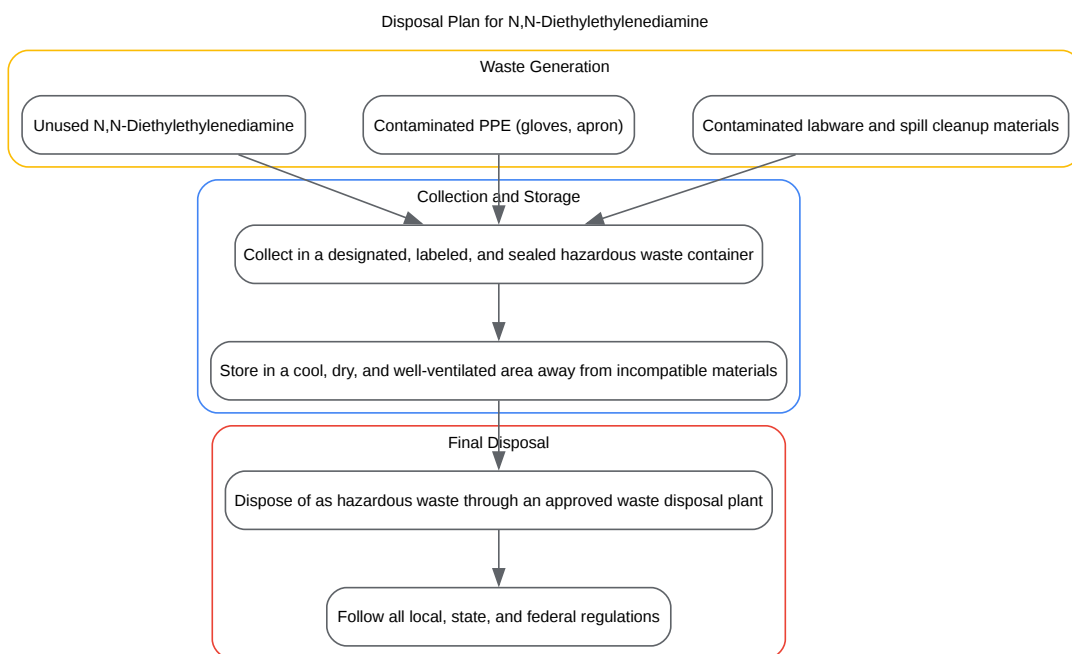 Disposal Plan for N,N-Diethylethylenediamine
Waste Generation
Unused N,N-Diethylethylenediamine
Contaminated PPE (gloves, apron)
Contaminated labware and spill cleanup materials
Collection and Storage
Collect in a designated, labeled, and sealed hazardous waste container
Store in a cool, dry, and well-ventilated area away from incompatible materials
Final Disposal
Dispose of as hazardous waste through an approved waste disposal plant
Follow all local, state, and federal regulations